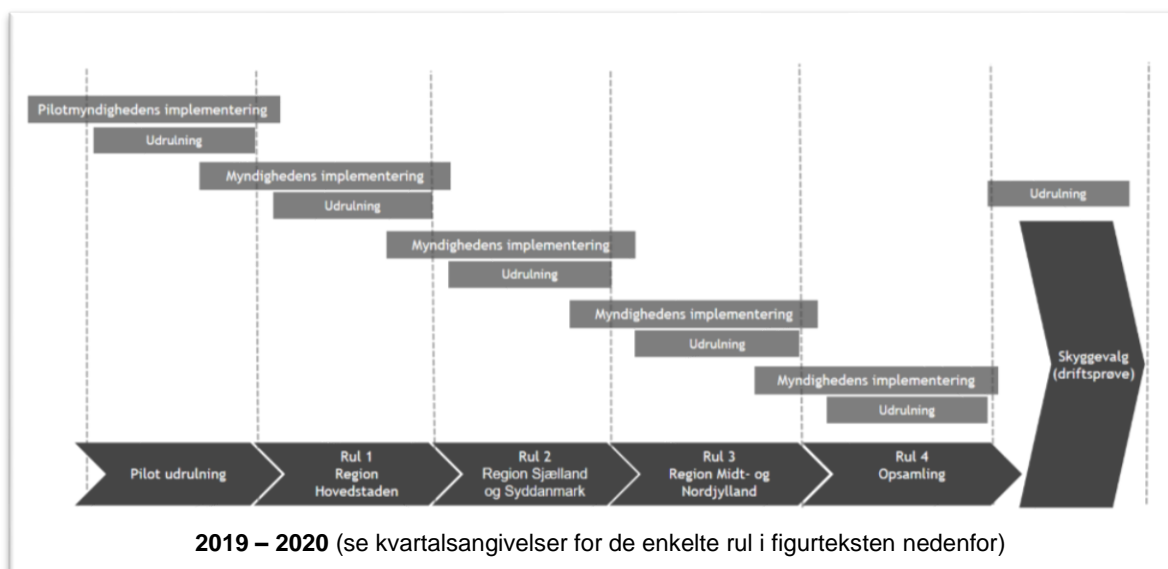 Pilotmyndighedens implementering
Udrulning
Myndighedens implementering
Udrulning
Udrulning
Myndighedens implementering
Udrulning
Myndighedens implementering
Udrulning
Myndighedens implementering
Udrulning
Skyggevalg
(driftsprøve)
Pilot udrulning
Rul 1
Region
Hovedstaden
Rul 2
Region Sjælland
og Syddanmark
Rul 3
Region Midt- og
Nordjylland
Rul 4
Opsamling
2019 – 2020 (se kvartalsangivelser for de enkelte rul i figurteksten nedenfor)